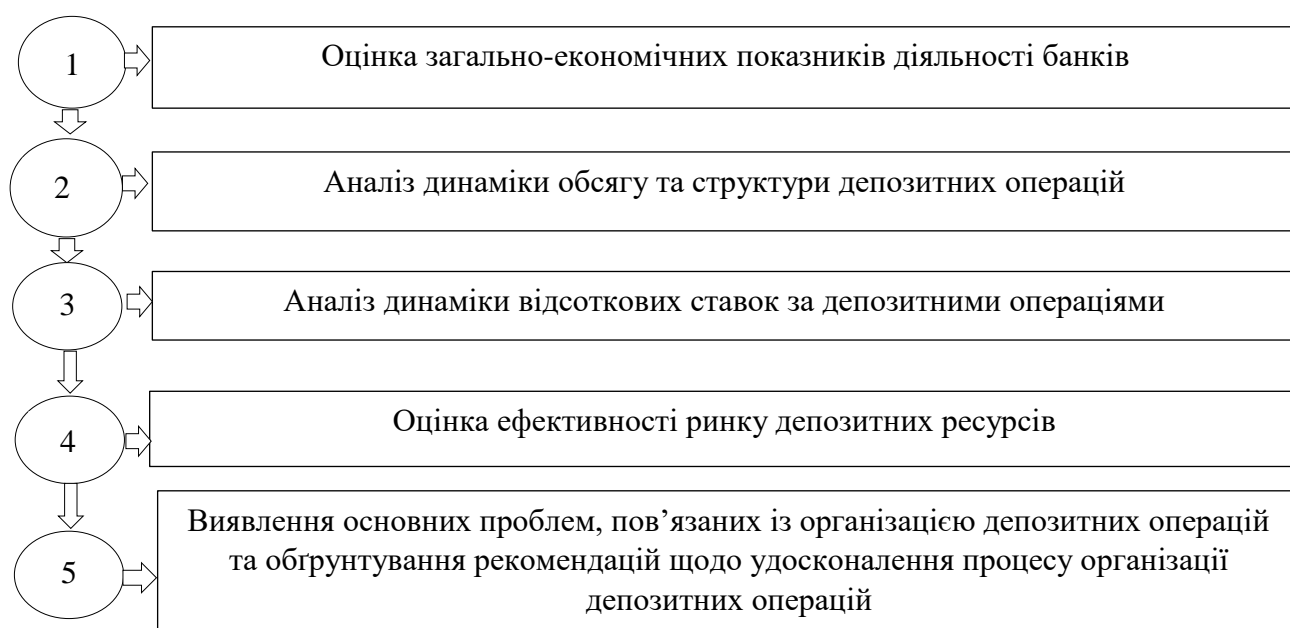 1
Оцінка загально-економічних показників діяльності банків
2
Аналіз динаміки обсягу та структури депозитних операцій
3
Аналіз динаміки відсоткових ставок за депозитними операціями
4
Оцінка ефективності ринку депозитних ресурсів
5
Виявлення основних проблем, пов’язаних із організацією депозитних операцій
та обґрунтування рекомендацій щодо удосконалення процесу організації
депозитних операцій